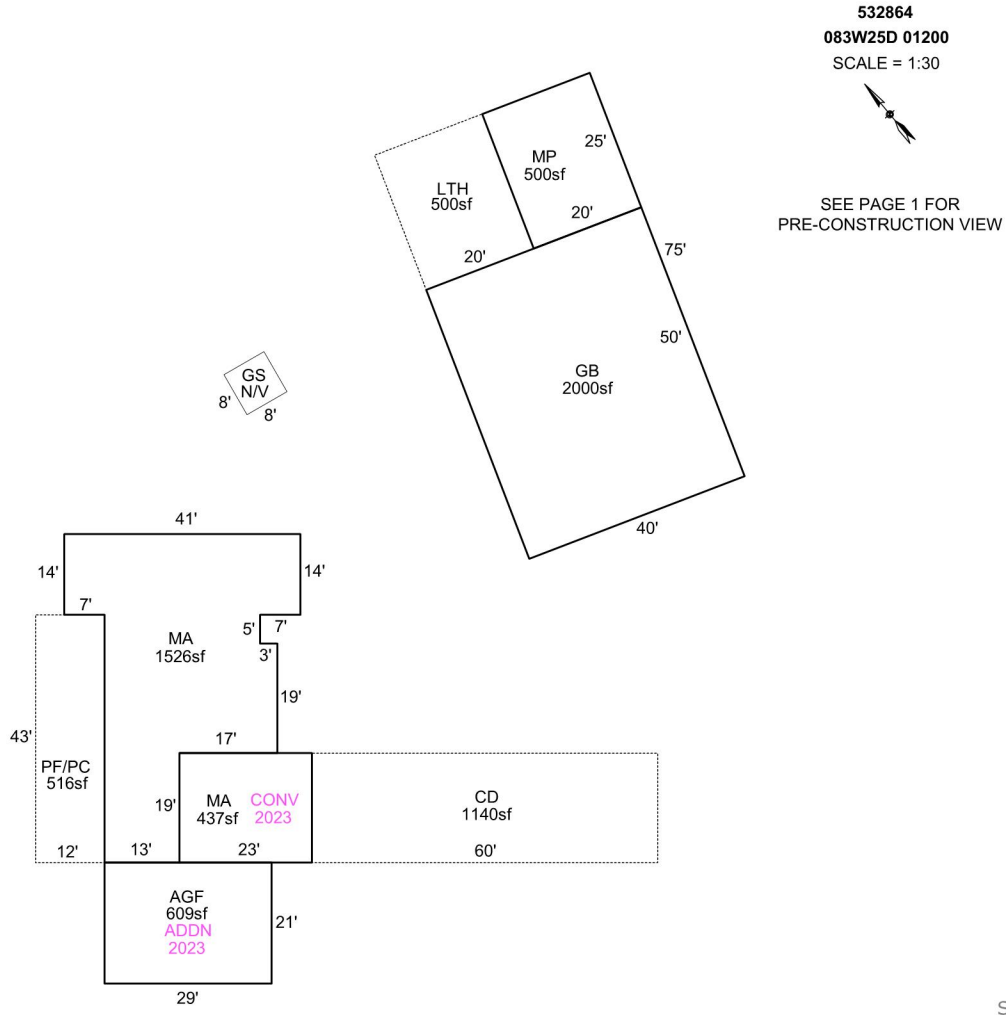 532864
083W25D 01200
SCALE = 1:30
SEE PAGE 1 FOR
PRE-CONSTRUCTION VIEW
MP
500sf
25'
20'
LTH
500sf
20'
75'
50'
GB
2000sf
40'
GS
N/V
8'
8'
41'
14'
14'
7'
5'
7'
3'
MA
1526sf
19'
17'
43'
PF/PC
516sf
12'
13'
19'
MA
437sf
CONV
2023
23'
CD
1140sf
60'
AGF
609sf
ADDN
2023
21'
29'
S